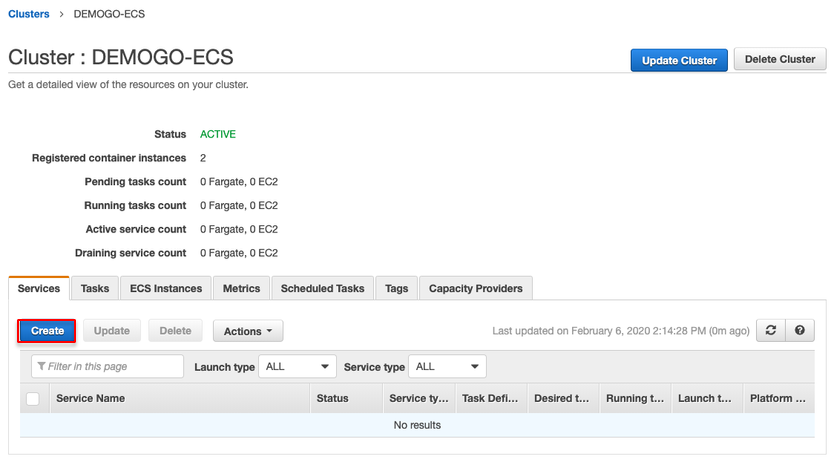 Clusters > DEMOGO-ECS
Cluster : DEMOGO-ECS
Update Cluster
Delete Cluster
Get a detailed view of the resources on your cluster.
Status ACTIVE
Registered container instances 2
Pending tasks count 0 Fargate, 0 EC2
Running tasks count 0 Fargate, 0 EC2
Active service count 0 Fargate, 0 EC2
Draining service count 0 Fargate, 0 EC2
Services Tasks ECS Instances Metrics Scheduled Tasks Tags Capacity Providers
Create Update Delete Actions Last updated on February 6, 2020 2:14:28 PM (0m ago)
Filter in this page Launch type ALL Service type ALL
Service Name Status Service ty... Task Defi... Desired t... Running t... Launch t... Platform ...
No results